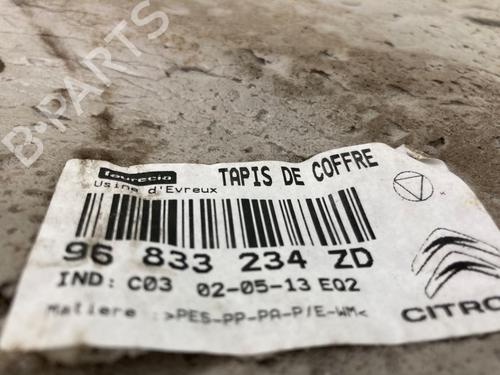 B-PARTS
faurecia
TAPIS DE COFFRE
Usine d'Evreux
96 833 234 ZD
IND: C03 02-05-13 EQ2
Matiere :>PES-PP-PA-P/E-WM<
CITRO